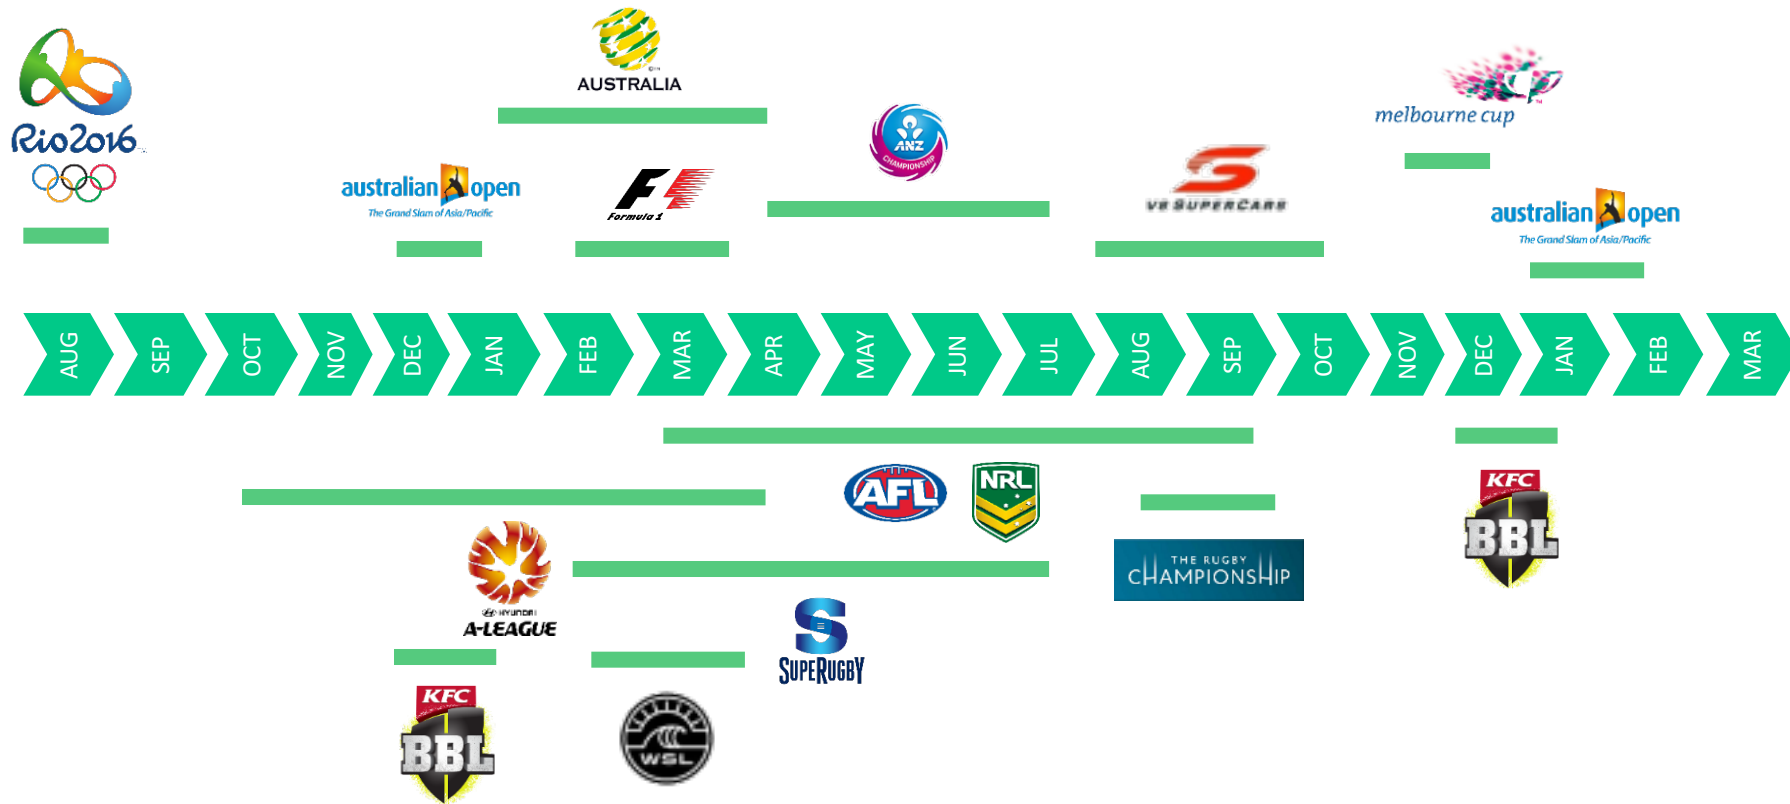 Rio2016
AUSTRALIA
australian open
The Grand Slam of Asia/Pacific
Formula 1
ANZ
CHAMPIONSHIP
V8 SUPERCARS
melbourne cup
australian open
The Grand Slam of Asia/Pacific
AUG SEP OCT NOV DEC JAN FEB MAR APR MAY JUN JUL AUG SEP OCT NOV DEC JAN FEB MAR
AFL
NRL
HYUNDAI
A-LEAGUE
THE RUGBY
CHAMPIONSHIP
KFC
BBL
SUPERUGBY
KFC
BBL
WSL